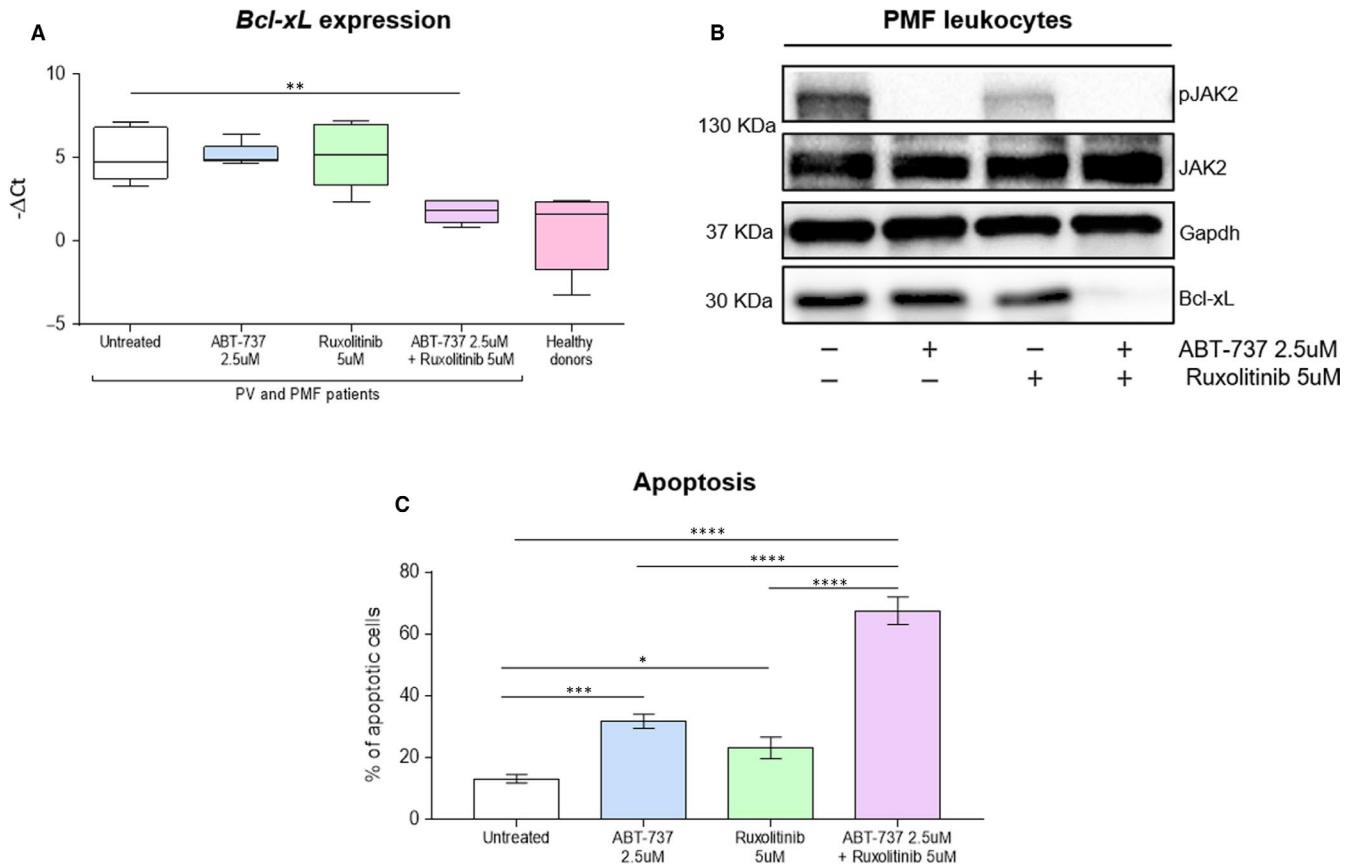 A
Bcl-xL expression
10
5
0
–5
-ΔCt
**
Untreated
ABT-737
2.5uM
Ruxolitinib
5uM
ABT-737 2.5uM
+ Ruxolitinib 5uM
Healthy
donors
PV and PMF patients
B
PMF leukocytes
pJAK2
130 KDa
JAK2
37 KDa
Gapdh
30 KDa
Bcl-xL
– + – + ABT-737 2.5uM
– – + + Ruxolitinib 5uM
C
Apoptosis
****
****
****
*
***
80
60
40
20
0
% of apoptotic cells
Untreated
ABT-737
2.5uM
Ruxolitinib
5uM
ABT-737 2.5uM
+ Ruxolitinib 5uM